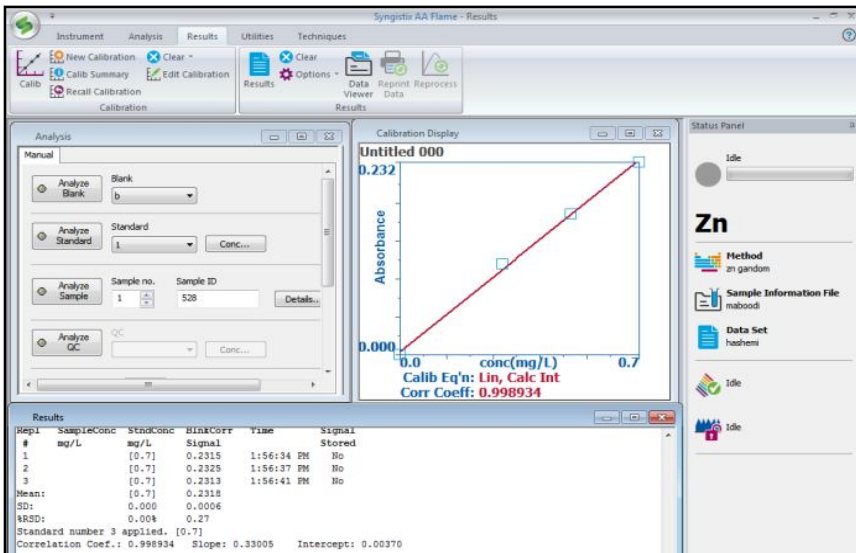 Syngistix AA Flame - Results
Instrument Analysis Results Utilities Techniques
Calib
New Calibration Clear
Calib Summary Edit Calibration
Recall Calibration
Calibration
Results
Clear
Options
Data Viewer
Reprint Data
Reprocess
Results
Analysis
Manual
Analyze Blank
Blank
b
Analyze Standard
Standard
1
Conc...
Analyze Sample
Sample no. Sample ID
1 528
Details...
Analyze QC
QC
Conc...
Calibration Display
Untitled 000
0.232
Absorbance
0.000
0.0 conc(mg/L) 0.7
Calib Eq'n: Lin, Calc Int
Corr Coeff: 0.998934
Status Panel
Idle
Zn
Method
zn gandom
Sample Information File
maboodi
Data Set
hashemi
Idle
Idle
Results
Repl SampleConc StndConc BlnkCorr Time Signal
# mg/L mg/L Signal Stored
1 [0.7] 0.2315 1:56:34 PM No
2 [0.7] 0.2325 1:56:37 PM No
3 [0.7] 0.2313 1:56:41 PM No
Mean: [0.7] 0.2318
SD: 0.000 0.0006
%RSD: 0.00% 0.27
Standard number 3 applied. [0.7]
Correlation Coef.: 0.998934 Slope: 0.33005 Intercept: 0.00370